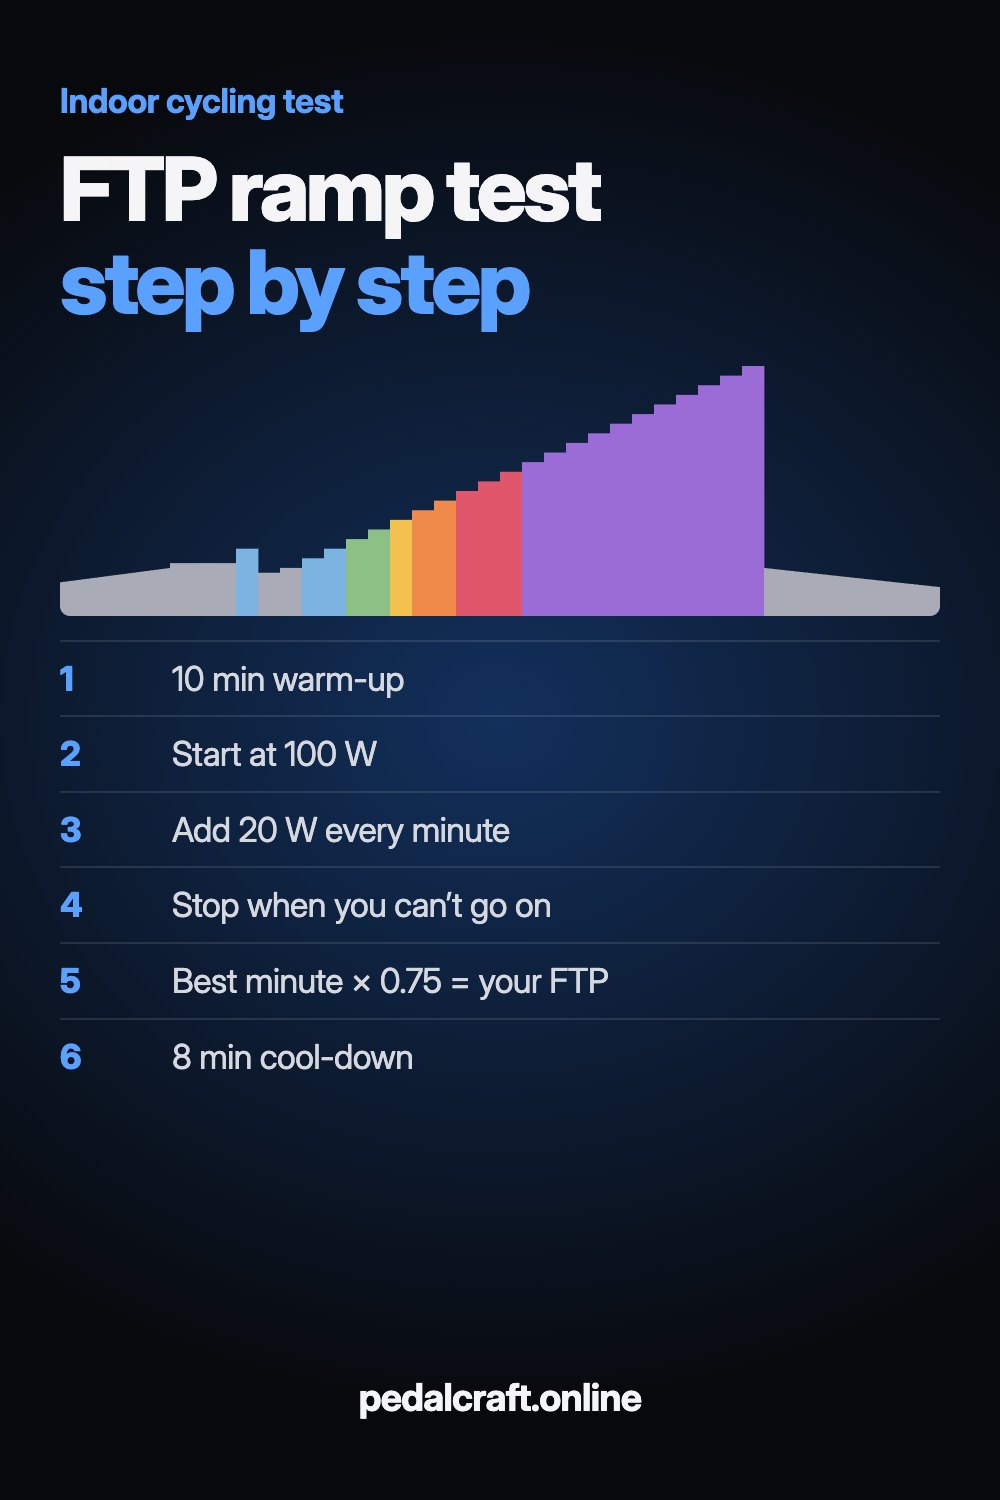 Indoor cycling test
FTP ramp test
step by step
1 10 min warm-up
2 Start at 100 W
3 Add 20 W every minute
4 Stop when you can’t go on
5 Best minute × 0.75 = your FTP
6 8 min cool-down
pedalcraft.online